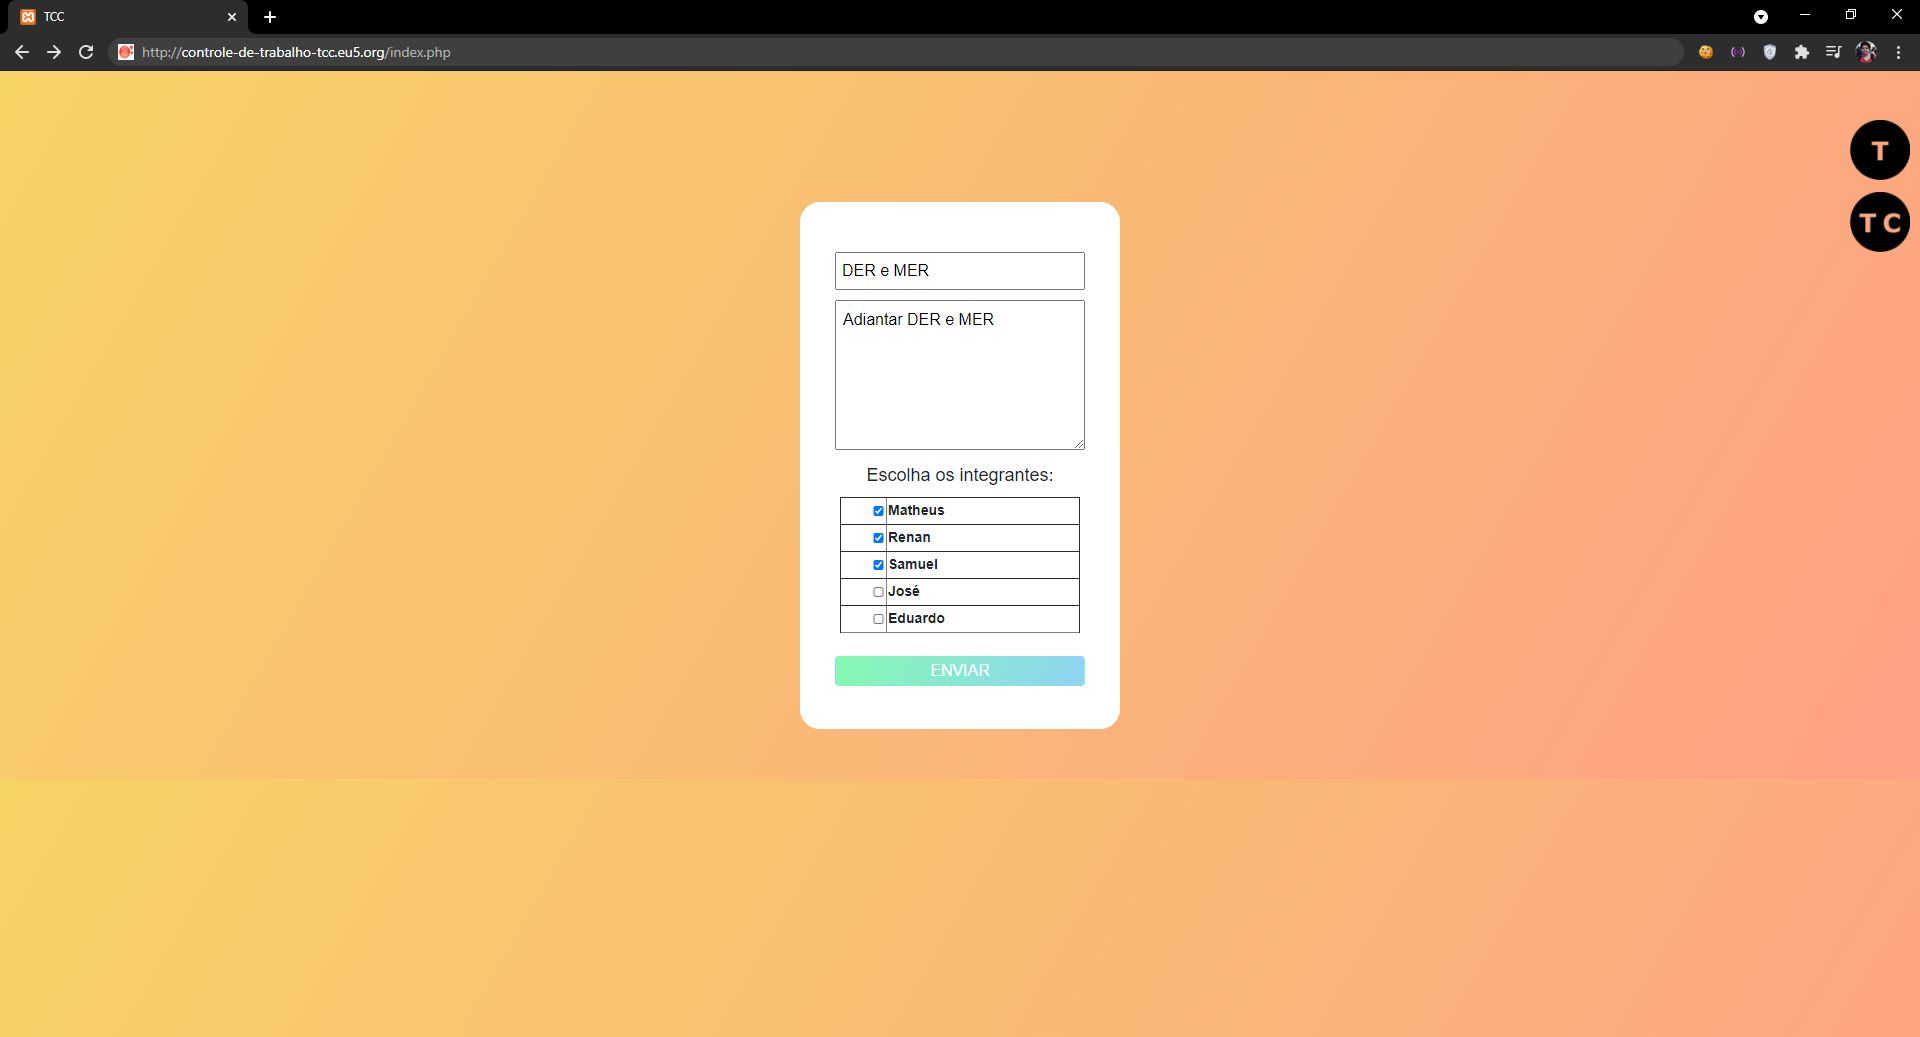 TCC
http://controle-de-trabalho-tcc.eu5.org/index.php
T
T C
DER e MER
Adiantar DER e MER
Escolha os integrantes:
Matheus
Renan
Samuel
José
Eduardo
ENVIAR